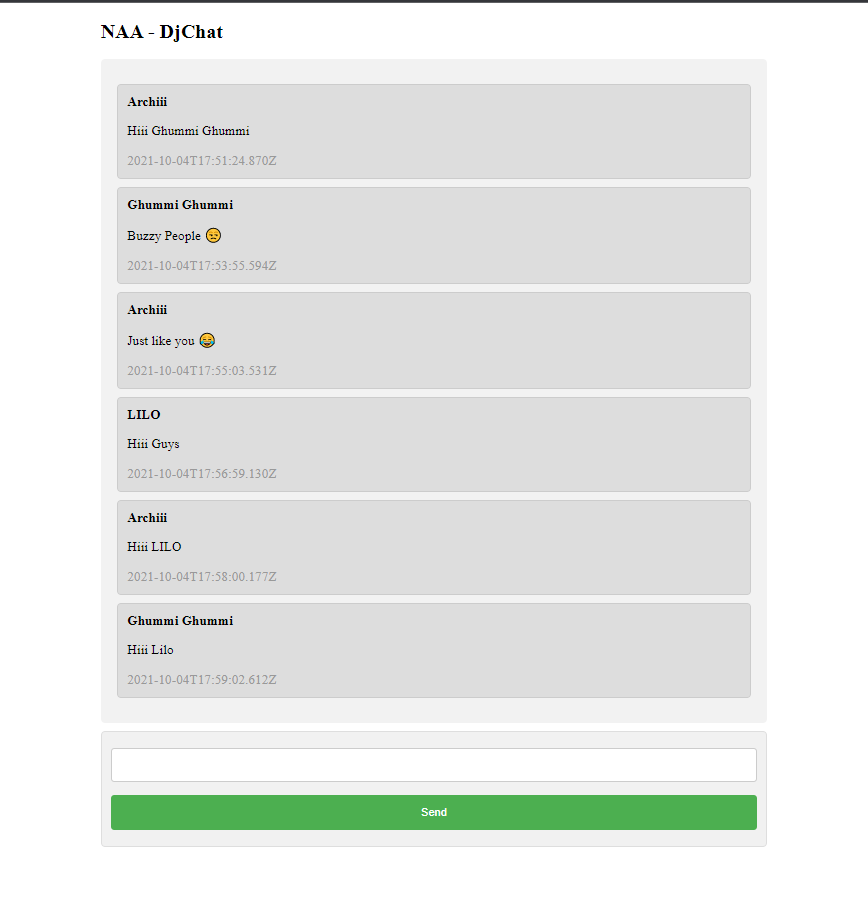 NAA - DjChat
Archiii
Hiii Ghummi Ghummi
2021-10-04T17:51:24.870Z
Ghummi Ghummi
Buzzy People 😒
2021-10-04T17:53:55.594Z
Archiii
Just like you 😂
2021-10-04T17:55:03.531Z
LILO
Hiii Guys
2021-10-04T17:56:59.130Z
Archiii
Hiii LILO
2021-10-04T17:58:00.177Z
Ghummi Ghummi
Hiii Lilo
2021-10-04T17:59:02.612Z
Send